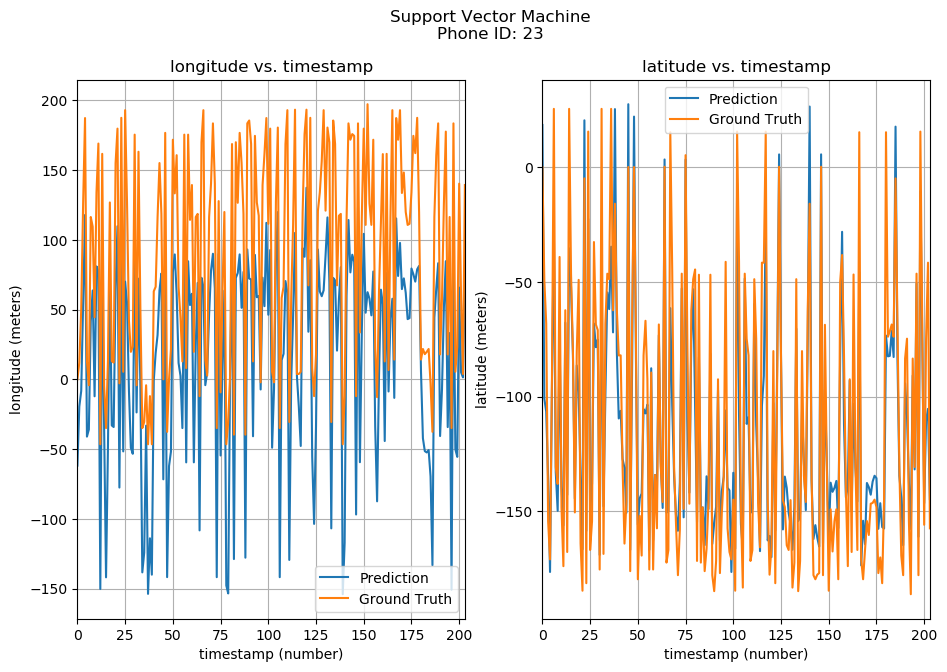 Support Vector Machine
Phone ID: 23
longitude vs. timestamp
longitude (meters)
200
150
100
50
0
−50
−100
−150
0
25
50
75
100
125
150
175
200
timestamp (number)
Prediction
Ground Truth
latitude vs. timestamp
latitude (meters)
0
−50
−100
−150
0
25
50
75
100
125
150
175
200
timestamp (number)
Prediction
Ground Truth